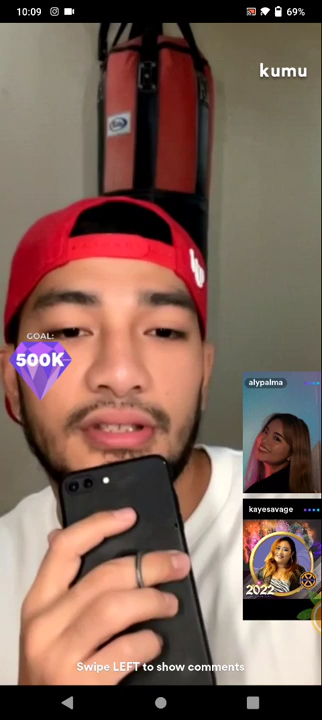 10:09
69%
kumu
GOAL:
500K
alypalma
kayesavage
2022
Swipe LEFT to show comments